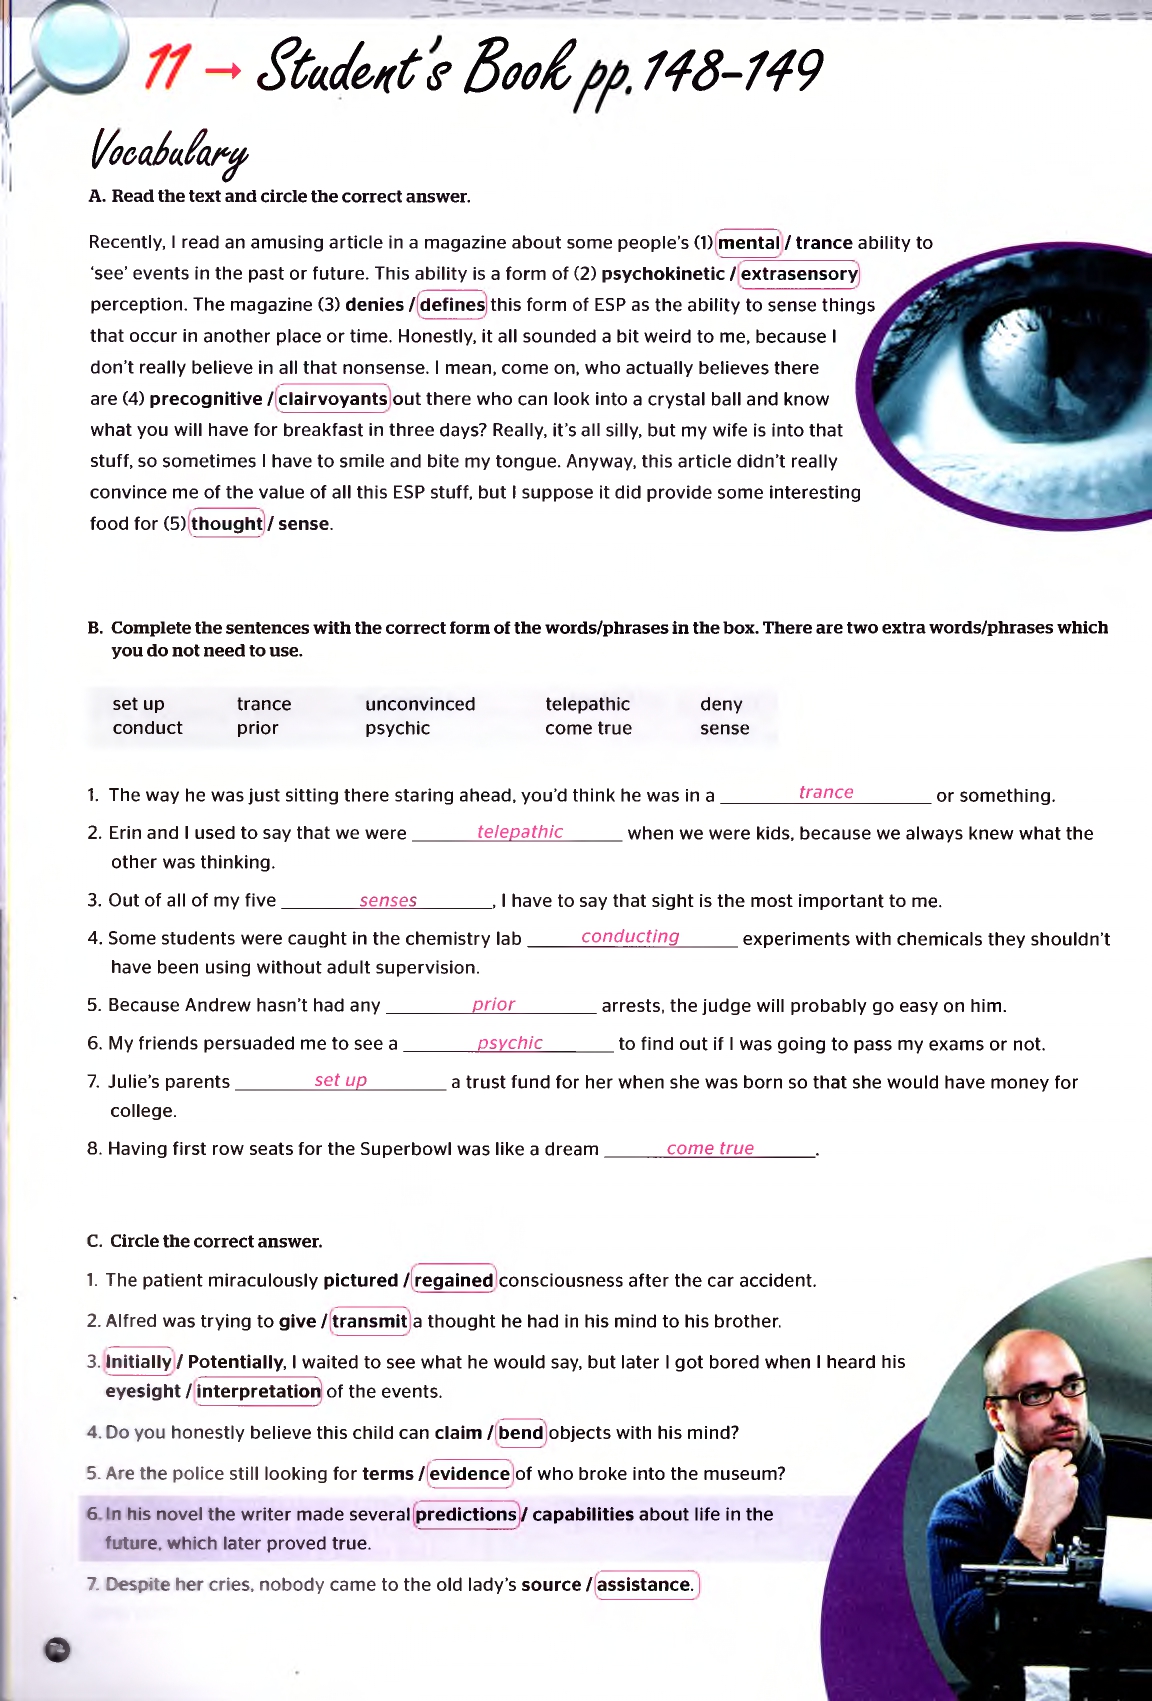 11 → Student's Book pp. 148-149
Vocabulary
A. Read the text and circle the correct answer.
Recently, I read an amusing article in a magazine about some people's (1) mental / trance ability to
'see' events in the past or future. This ability is a form of (2) psychokinetic / extrasensory
perception. The magazine (3) denies / defines this form of ESP as the ability to sense things
that occur in another place or time. Honestly, it all sounded a bit weird to me, because I
don't really believe in all that nonsense. I mean, come on, who actually believes there
are (4) precognitive / clairvoyants out there who can look into a crystal ball and know
what you will have for breakfast in three days? Really, it's all silly, but my wife is into that
stuff, so sometimes I have to smile and bite my tongue. Anyway, this article didn't really
convince me of the value of all this ESP stuff, but I suppose it did provide some interesting
food for (5) thought / sense.
B. Complete the sentences with the correct form of the words/phrases in the box. There are two extra words/phrases which
you do not need to use.
set up trance unconvinced telepathic deny
conduct prior psychic come true sense
1. The way he was just sitting there staring ahead, you'd think he was in a trance or something.
2. Erin and I used to say that we were telepathic when we were kids, because we always knew what the
other was thinking.
3. Out of all of my five senses, I have to say that sight is the most important to me.
4. Some students were caught in the chemistry lab conducting experiments with chemicals they shouldn't
have been using without adult supervision.
5. Because Andrew hasn't had any prior arrests, the judge will probably go easy on him.
6. My friends persuaded me to see a psychic to find out if I was going to pass my exams or not.
7. Julie's parents set up a trust fund for her when she was born so that she would have money for
college.
8. Having first row seats for the Superbowl was like a dream come true.
C. Circle the correct answer.
1. The patient miraculously pictured / regained consciousness after the car accident.
2. Alfred was trying to give / transmit a thought he had in his mind to his brother.
3. Initially / Potentially, I waited to see what he would say, but later I got bored when I heard his
eyesight / interpretation of the events.
4. Do you honestly believe this child can claim / bend objects with his mind?
5. Are the police still looking for terms / evidence of who broke into the museum?
6. In his novel the writer made several predictions / capabilities about life in the
future, which later proved true.
7. Despite her cries, nobody came to the old lady's source / assistance.